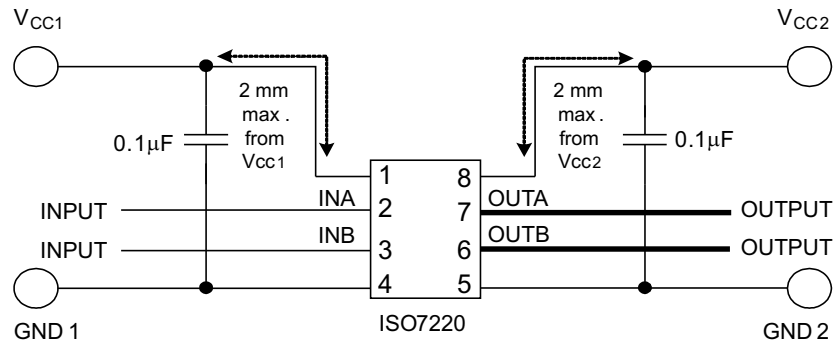 VCC1
VCC2
2 mm
max .
from
VCC1
2 mm
max .
from
VCC2
0.1μF
0.1μF
1
8
INPUT
INA
2
7
OUTA
OUTPUT
INPUT
INB
3
6
OUTB
OUTPUT
4
5
GND 1
ISO7220
GND 2